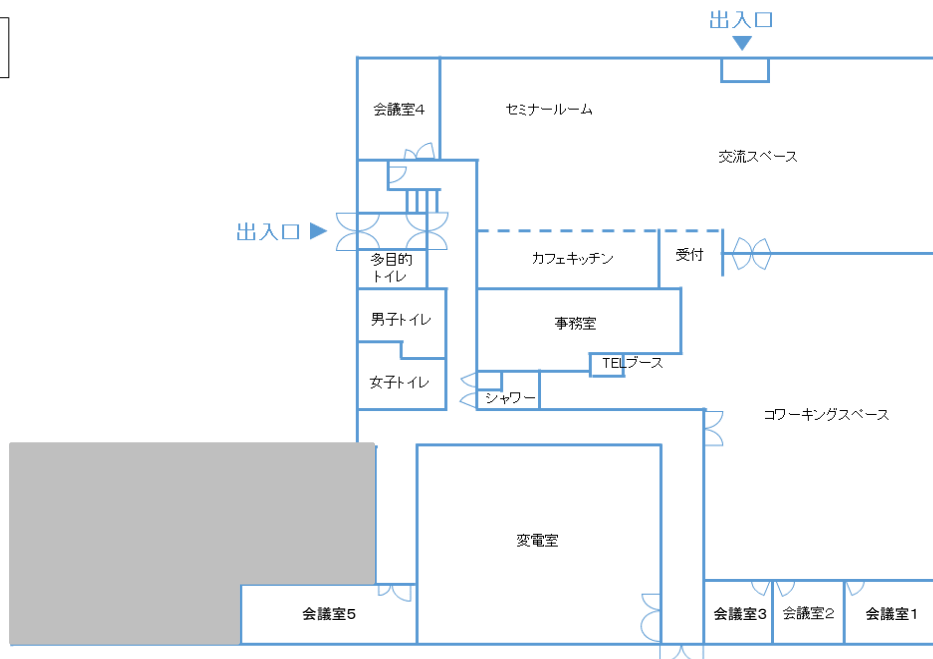 出入口
会議室4
セミナールーム
交流スペース
出入口
多目的
トイレ
カフェキッチン
受付
男子トイレ
事務室
TELブース
女子トイレ
シャワー
コワーキングスペース
変電室
会議室5
会議室3
会議室2
会議室1